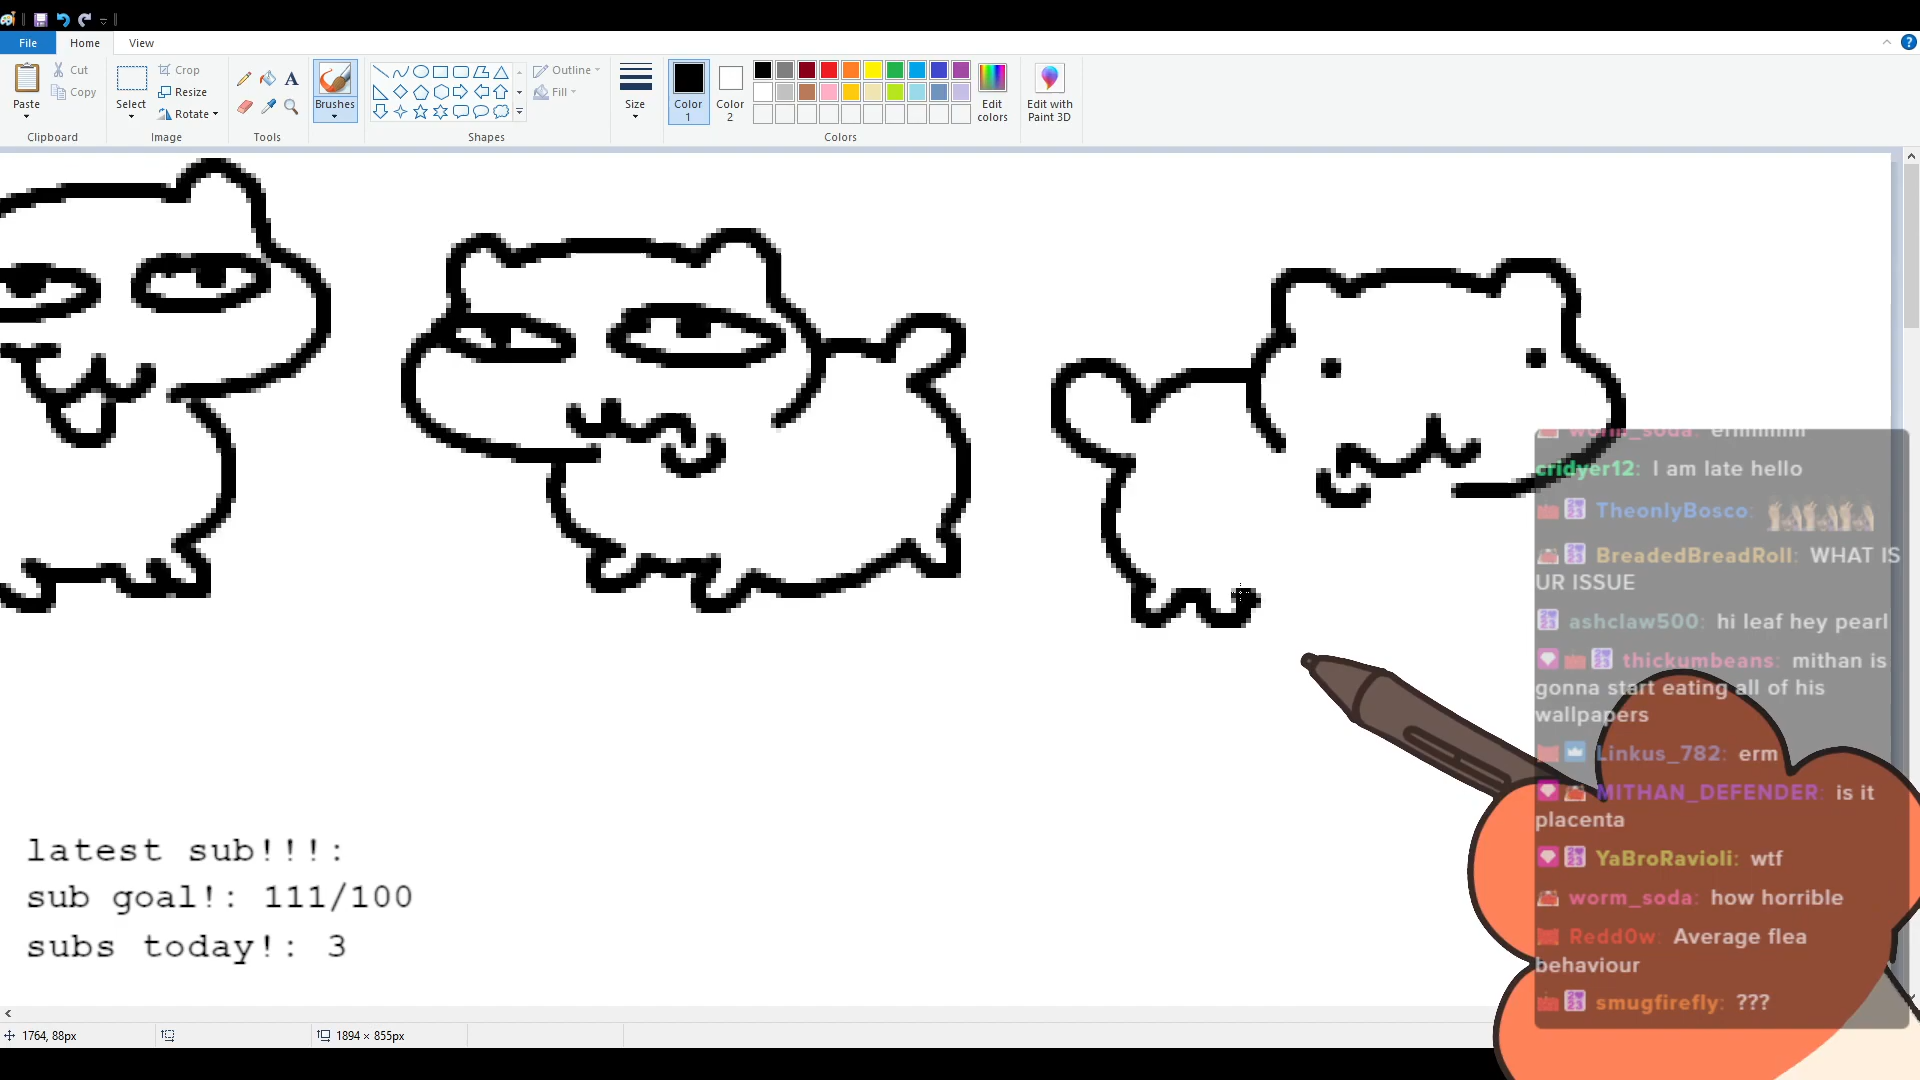 File Home View
Paste
Cut
Copy
Clipboard
Select
Crop
Resize
Rotate
Image
A
Tools
Brushes
Shapes
Outline
Fill
Size
Color 1
Color 2
Edit colors
Colors
Edit with Paint 3D
?
worm_soda: ermmmm
cridyer12: I am late hello
TheonlyBosco:
BreadedBreadRoll: WHAT IS
UR ISSUE
ashclaw500: hi leaf hey pearl
thickumbeans: mithan is
gonna start eating all of his
wallpapers
Linkus_782: erm
MITHAN_DEFENDER: is it
placenta
YaBroRavioli: wtf
worm_soda: how horrible
Redd0w: Average flea
behaviour
smugfirefly: ???
latest sub!!!:
sub goal!: 111/100
subs today!: 3
1764, 88px
1894 × 855px